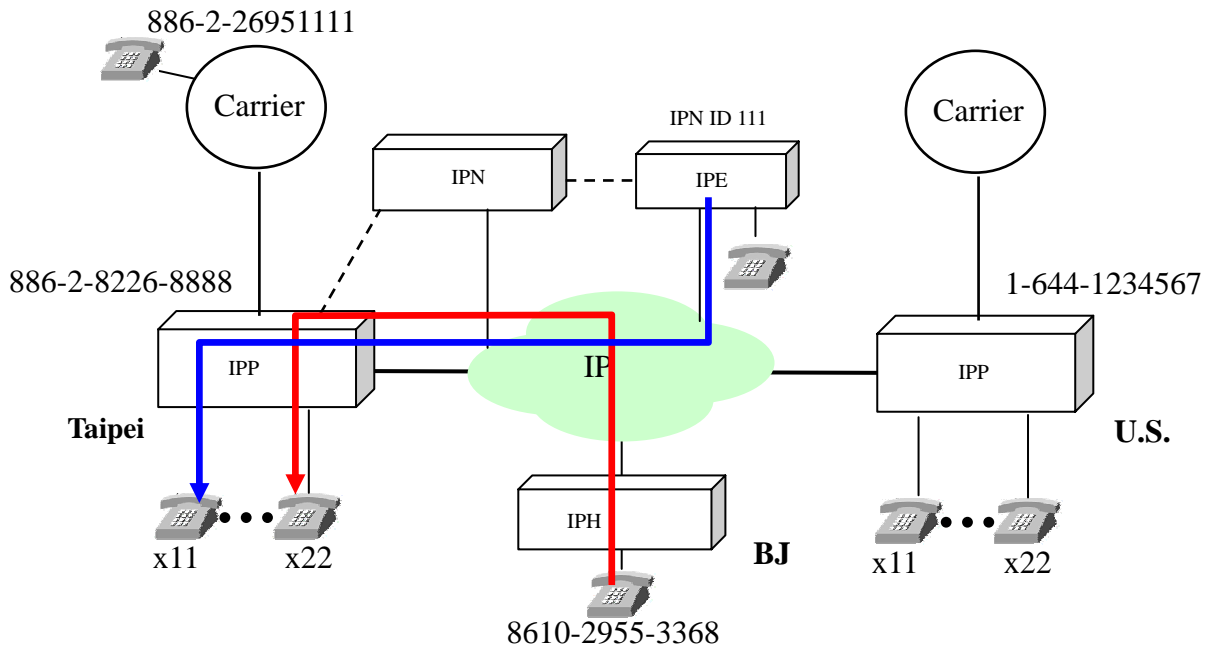 886-2-26951111
Carrier
Carrier
IPN ID 111
IPN
IPE
886-2-8226-8888
1-644-1234567
IPP
IP
IPP
Taipei
U.S.
IPH
BJ
x11
x22
x11
x22
8610-2955-3368